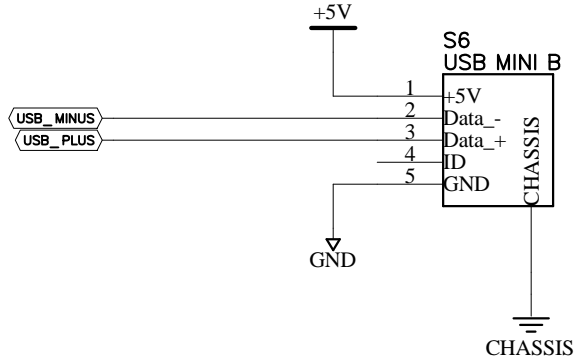 +5V
S6
USB MINI B
1
+5V
USB_MINUS
2
Data_-
USB_PLUS
3
Data_+
4
ID
5
GND
CHASSIS
GND
CHASSIS